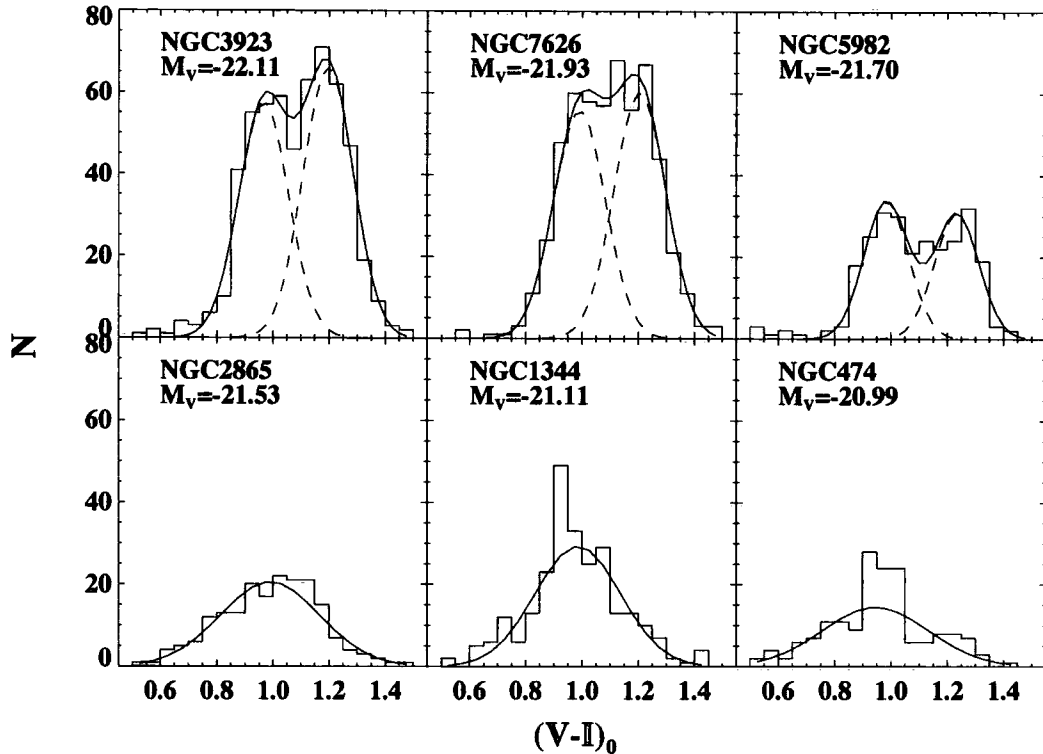 80
60
40
20
0
NGC3923
M_V=-22.11
NGC7626
M_V=-21.93
NGC5982
M_V=-21.70
N
80
60
40
20
0
NGC2865
M_V=-21.53
NGC1344
M_V=-21.11
NGC474
M_V=-20.99
0.6 0.8 1.0 1.2 1.4 0.6 0.8 1.0 1.2 1.4 0.6 0.8 1.0 1.2 1.4
(V-I)₀